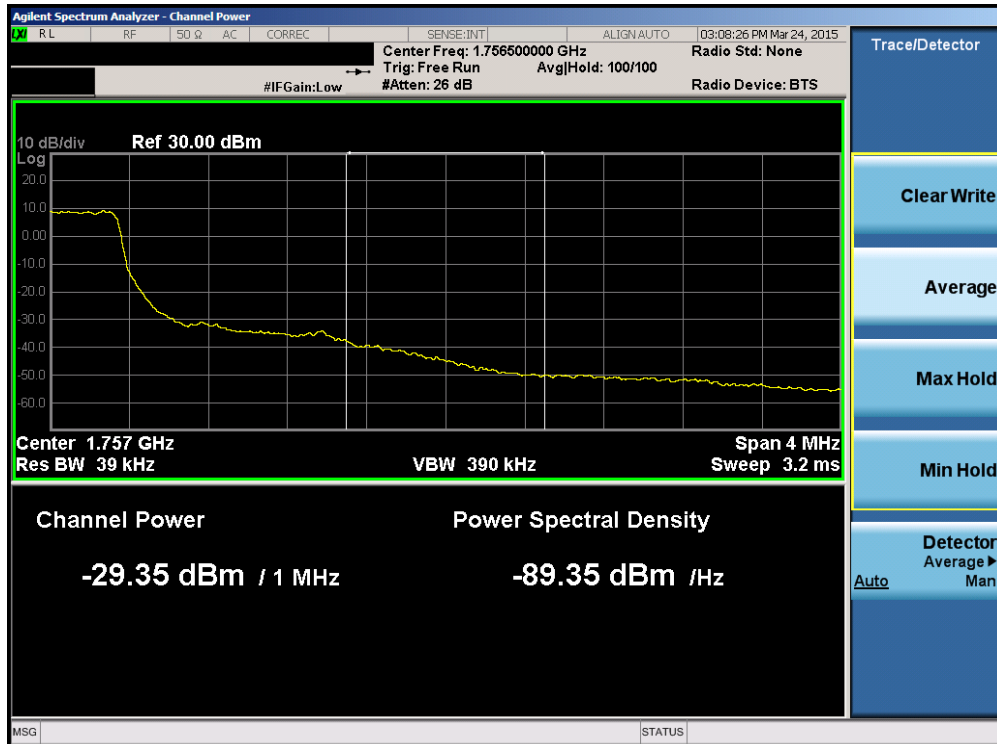 Agilent Spectrum Analyzer - Channel Power
LXI RL RF 50 Ω AC CORREC SENSE:INT ALIGN AUTO 03:08:26 PM Mar 24, 2015
Center Freq: 1.756500000 GHz Radio Std: None
Trig: Free Run Avg|Hold: 100/100
#IFGain:Low #Atten: 26 dB Radio Device: BTS
Trace/Detector
10 dB/div Ref 30.00 dBm
Log
20.0
10.0
0.00
-10.0
-20.0
-30.0
-40.0
-50.0
-60.0
Center 1.757 GHz Span 4 MHz
Res BW 39 kHz VBW 390 kHz Sweep 3.2 ms
Channel Power Power Spectral Density
-29.35 dBm / 1 MHz -89.35 dBm /Hz
Clear Write
Average
Max Hold
Min Hold
Detector
Average▶
Auto Man
MSG STATUS